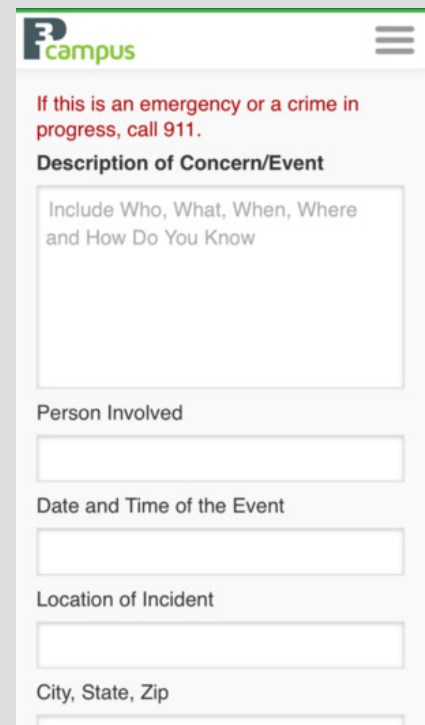 P3
campus
If this is an emergency or a crime in
progress, call 911.
Description of Concern/Event
Include Who, What, When, Where
and How Do You Know
Person Involved
Date and Time of the Event
Location of Incident
City, State, Zip